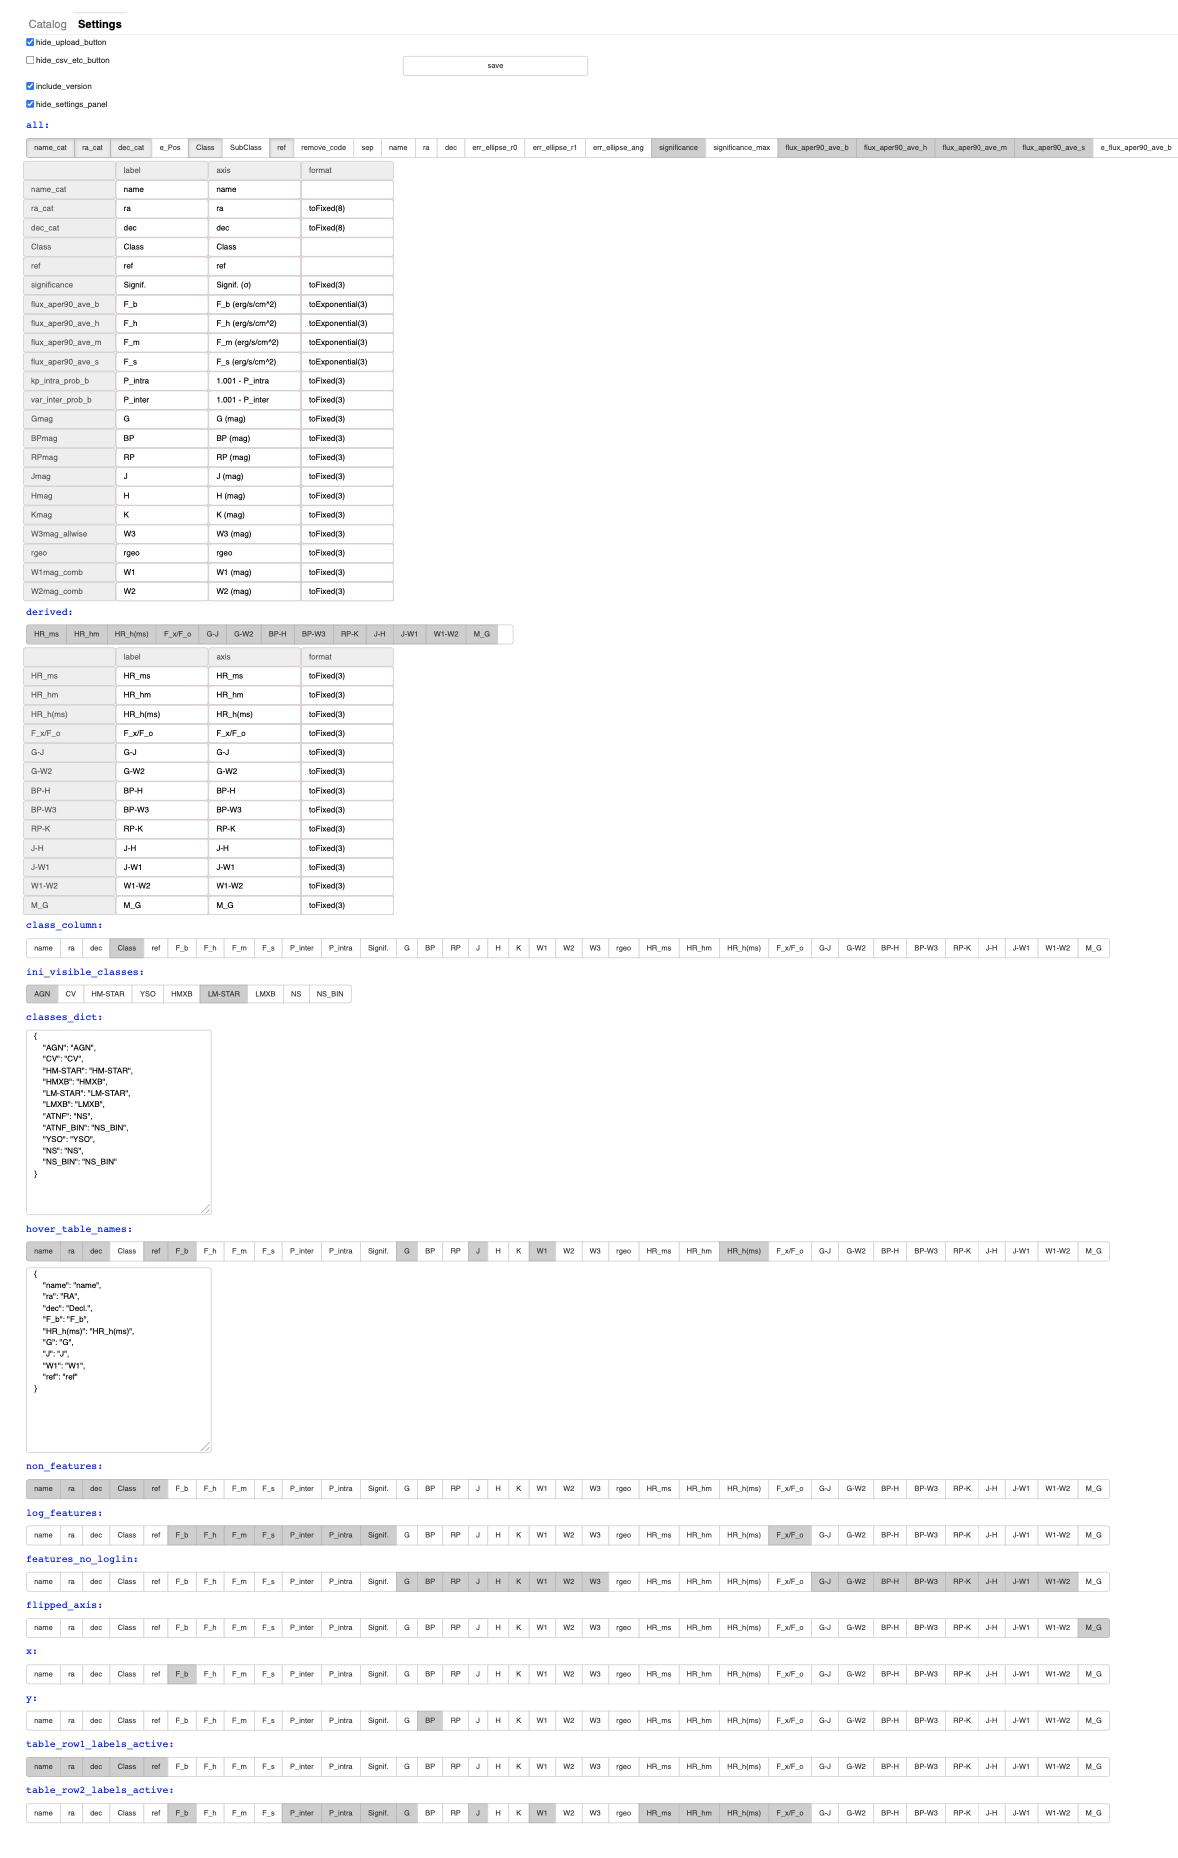 Catalog Settings
hide_upload_button
hide_csv_etc_button
save
include_version
hide_settings_panel
all:
name_cat ra_cat dec_cat e_Pos Class SubClass ref remove_code sep name ra dec err_ellipse_r0 err_ellipse_r1 err_ellipse_ang significance significance_max flux_aper90_ave_b flux_aper90_ave_h flux_aper90_ave_m flux_aper90_ave_s e_flux_aper90_ave_b
label axis format
name_cat name name
ra_cat ra ra toFixed(8)
dec_cat dec dec toFixed(8)
Class Class Class
ref ref ref
significance Signif. Signif. (σ) toFixed(3)
flux_aper90_ave_b F_b F_b (erg/s/cm^2) toExponential(3)
flux_aper90_ave_h F_h F_h (erg/s/cm^2) toExponential(3)
flux_aper90_ave_m F_m F_m (erg/s/cm^2) toExponential(3)
flux_aper90_ave_s F_s F_s (erg/s/cm^2) toExponential(3)
kp_intra_prob_b P_intra 1.001 - P_intra toFixed(3)
var_inter_prob_b P_inter 1.001 - P_inter toFixed(3)
Gmag G G (mag) toFixed(3)
BPmag BP BP (mag) toFixed(3)
RPmag RP RP (mag) toFixed(3)
Jmag J J (mag) toFixed(3)
Hmag H H (mag) toFixed(3)
Kmag K K (mag) toFixed(3)
W3mag_allwise W3 W3 (mag) toFixed(3)
rgeo rgeo rgeo toFixed(3)
W1mag_comb W1 W1 (mag) toFixed(3)
W2mag_comb W2 W2 (mag) toFixed(3)
derived:
HR_ms HR_hm HR_h(ms) F_x/F_o G-J G-W2 BP-H BP-W3 RP-K J-H J-W1 W1-W2 M_G
label axis format
HR_ms HR_ms HR_ms toFixed(3)
HR_hm HR_hm HR_hm toFixed(3)
HR_h(ms) HR_h(ms) HR_h(ms) toFixed(3)
F_x/F_o F_x/F_o F_x/F_o toFixed(3)
G-J G-J G-J toFixed(3)
G-W2 G-W2 G-W2 toFixed(3)
BP-H BP-H BP-H toFixed(3)
BP-W3 BP-W3 BP-W3 toFixed(3)
RP-K RP-K RP-K toFixed(3)
J-H J-H J-H toFixed(3)
J-W1 J-W1 J-W1 toFixed(3)
W1-W2 W1-W2 W1-W2 toFixed(3)
M_G M_G M_G toFixed(3)
class_column:
name ra dec Class ref F_b F_h F_m F_s P_inter P_intra Signif. G BP RP J H K W1 W2 W3 rgeo HR_ms HR_hm HR_h(ms) F_x/F_o G-J G-W2 BP-H BP-W3 RP-K J-H J-W1 W1-W2 M_G
ini_visible_classes:
AGN CV HM-STAR YSO HMXB LM-STAR LMXB NS NS_BIN
classes_dict:
{
"AGN": "AGN",
"CV": "CV",
"HM-STAR": "HM-STAR",
"HMXB": "HMXB",
"LM-STAR": "LM-STAR",
"LMXB": "LMXB",
"ATNF": "NS",
"ATNF_BIN": "NS_BIN",
"YSO": "YSO",
"NS": "NS",
"NS_BIN": "NS_BIN"
}
hover_table_names:
name ra dec Class ref F_b F_h F_m F_s P_inter P_intra Signif. G BP RP J H K W1 W2 W3 rgeo HR_ms HR_hm HR_h(ms) F_x/F_o G-J G-W2 BP-H BP-W3 RP-K J-H J-W1 W1-W2 M_G
{
"name": "name",
"ra": "RA",
"dec": "Decl.",
"F_b": "F_b",
"HR_h(ms)": "HR_h(ms)",
"G": "G",
"J": "J",
"W1": "W1",
"ref": "ref"
}
non_features:
name ra dec Class ref F_b F_h F_m F_s P_inter P_intra Signif. G BP RP J H K W1 W2 W3 rgeo HR_ms HR_hm HR_h(ms) F_x/F_o G-J G-W2 BP-H BP-W3 RP-K J-H J-W1 W1-W2 M_G
log_features:
name ra dec Class ref F_b F_h F_m F_s P_inter P_intra Signif. G BP RP J H K W1 W2 W3 rgeo HR_ms HR_hm HR_h(ms) F_x/F_o G-J G-W2 BP-H BP-W3 RP-K J-H J-W1 W1-W2 M_G
features_no_loglin:
name ra dec Class ref F_b F_h F_m F_s P_inter P_intra Signif. G BP RP J H K W1 W2 W3 rgeo HR_ms HR_hm HR_h(ms) F_x/F_o G-J G-W2 BP-H BP-W3 RP-K J-H J-W1 W1-W2 M_G
flipped_axis:
name ra dec Class ref F_b F_h F_m F_s P_inter P_intra Signif. G BP RP J H K W1 W2 W3 rgeo HR_ms HR_hm HR_h(ms) F_x/F_o G-J G-W2 BP-H BP-W3 RP-K J-H J-W1 W1-W2 M_G
x:
name ra dec Class ref F_b F_h F_m F_s P_inter P_intra Signif. G BP RP J H K W1 W2 W3 rgeo HR_ms HR_hm HR_h(ms) F_x/F_o G-J G-W2 BP-H BP-W3 RP-K J-H J-W1 W1-W2 M_G
y:
name ra dec Class ref F_b F_h F_m F_s P_inter P_intra Signif. G BP RP J H K W1 W2 W3 rgeo HR_ms HR_hm HR_h(ms) F_x/F_o G-J G-W2 BP-H BP-W3 RP-K J-H J-W1 W1-W2 M_G
table_row1_labels_active:
name ra dec Class ref F_b F_h F_m F_s P_inter P_intra Signif. G BP RP J H K W1 W2 W3 rgeo HR_ms HR_hm HR_h(ms) F_x/F_o G-J G-W2 BP-H BP-W3 RP-K J-H J-W1 W1-W2 M_G
table_row2_labels_active:
name ra dec Class ref F_b F_h F_m F_s P_inter P_intra Signif. G BP RP J H K W1 W2 W3 rgeo HR_ms HR_hm HR_h(ms) F_x/F_o G-J G-W2 BP-H BP-W3 RP-K J-H J-W1 W1-W2 M_G